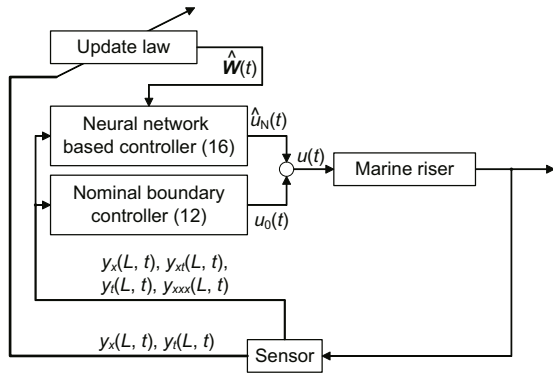 Update law
Ŵ(t)
Neural network
based controller (16)
û_N(t)
u(t)
Marine riser
Nominal boundary
controller (12)
u_0(t)
y_x(L, t), y_xt(L, t),
y_t(L, t), y_xxx(L, t)
y_x(L, t), y_t(L, t)
Sensor